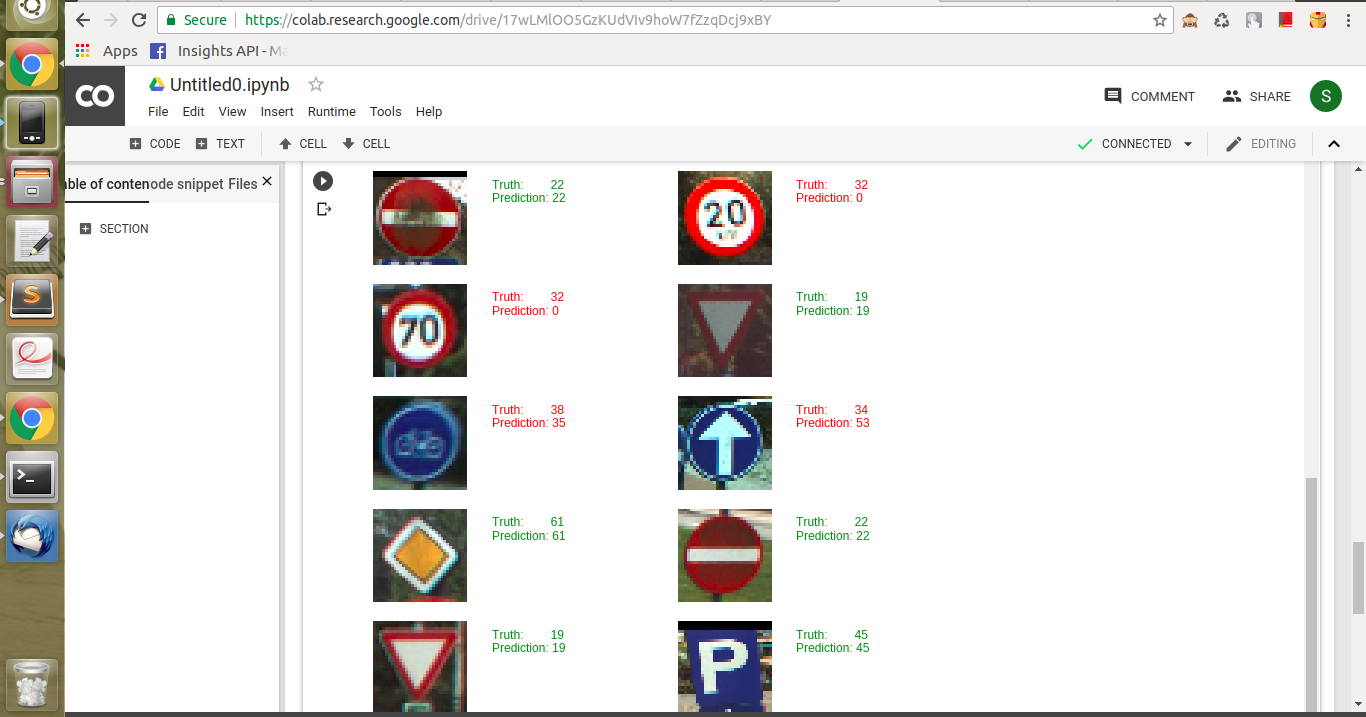 Secure https://colab.research.google.com/drive/17wLMlOO5GzKUdVIv9hoW7fZzqDcj9xBY
Apps Insights API - Ma
CO Untitled0.ipynb
File Edit View Insert Runtime Tools Help
COMMENT SHARE S
CODE TEXT CELL CELL CONNECTED EDITING
able of conten ode snippet Files
SECTION
Truth: 22
Prediction: 22
20
Truth: 32
Prediction: 0
70
Truth: 32
Prediction: 0
Truth: 19
Prediction: 19
Truth: 38
Prediction: 35
Truth: 34
Prediction: 53
Truth: 61
Prediction: 61
Truth: 22
Prediction: 22
Truth: 19
Prediction: 19
P
Truth: 45
Prediction: 45